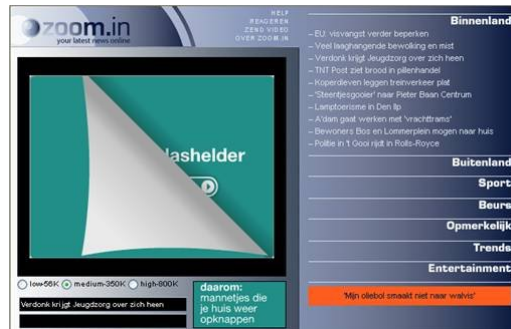 zoom.in
your latest news online
HELP
REAGEREN
ZEND VIDEO
OVER ZOOM.IN
lashelder
low-56K medium-350K high-800K
Verdonk krijgt Jeugdzorg over zich heen
daarom:
mannetjes die
je huis weer
opknappen
Binnenland
– EU: visvangst verder beperken
– Veel laaghangende bewolking en mist
– Verdonk krijgt Jeugdzorg over zich heen
– TNT Post ziet brood in pillenhandel
– Koperdieven leggen treinverkeer plat
– 'Steentjesgooier' naar Pieter Baan Centrum
– Lamptoerisme in Den Ilp
– A'dam gaat werken met 'vrachttrams'
– Bewoners Bos en Lommerplein mogen naar huis
– Politie in 't Gooi rijdt in Rolls-Royce
Buitenland
Sport
Beurs
Opmerkelijk
Trends
Entertainment
'Mijn oliebol smaakt niet naar walvis'